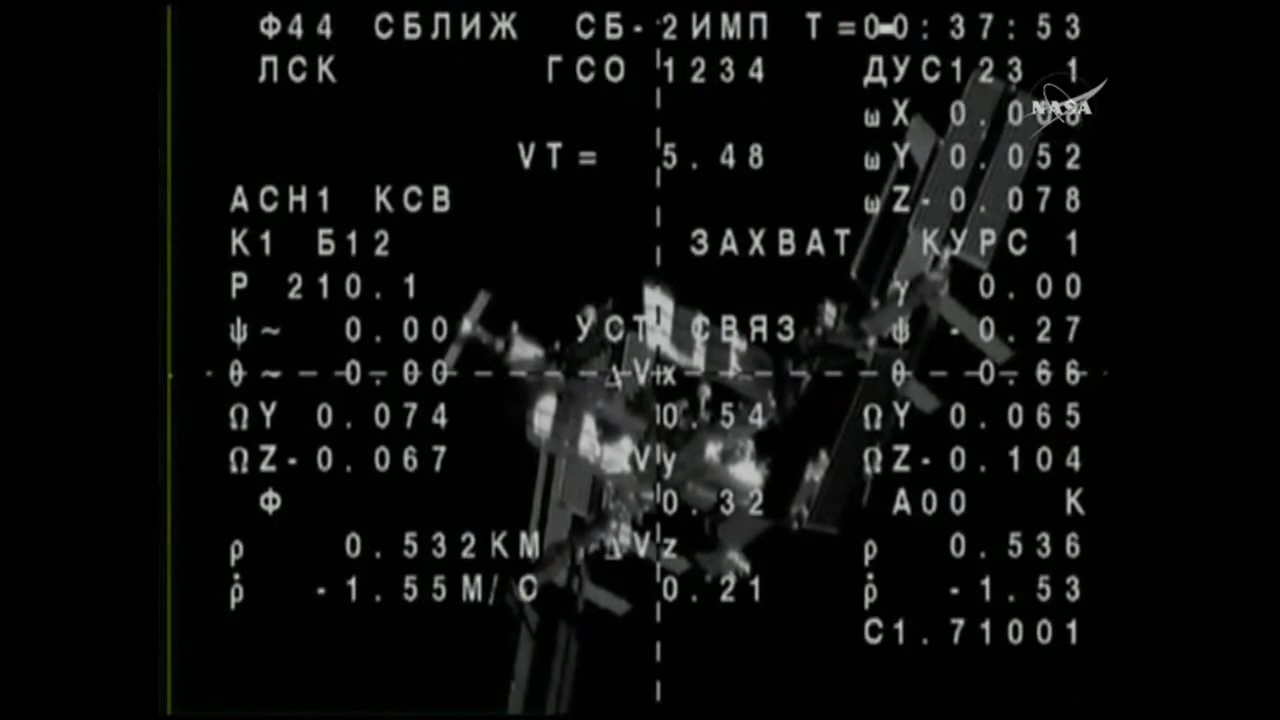 Ф44 СБЛИЖ СБ-2ИМП Т=00:37:53
ЛСК ГСО 1234 ДУС123 1
NASA
ωX 0.006
VT= 5.48 ωY 0.052
АСН1 КСВ ωZ-0.078
К1 Б12 ЗАХВАТ КУРС 1
Р 210.1 γ 0.00
ψ~ 0.00 УСТ СВЯЗ ψ -0.27
θ ~ 0.00 ΔVx θ -0.66
ΩY 0.074 0.54 ΩY 0.065
ΩZ-0.067 ΔVy ΩZ-0.104
Ф 0.32 А00 К
ρ 0.532КМ ΔVz ρ 0.536
ρ̇ -1.55М/С 0.21 ρ̇ -1.53
С1.71001